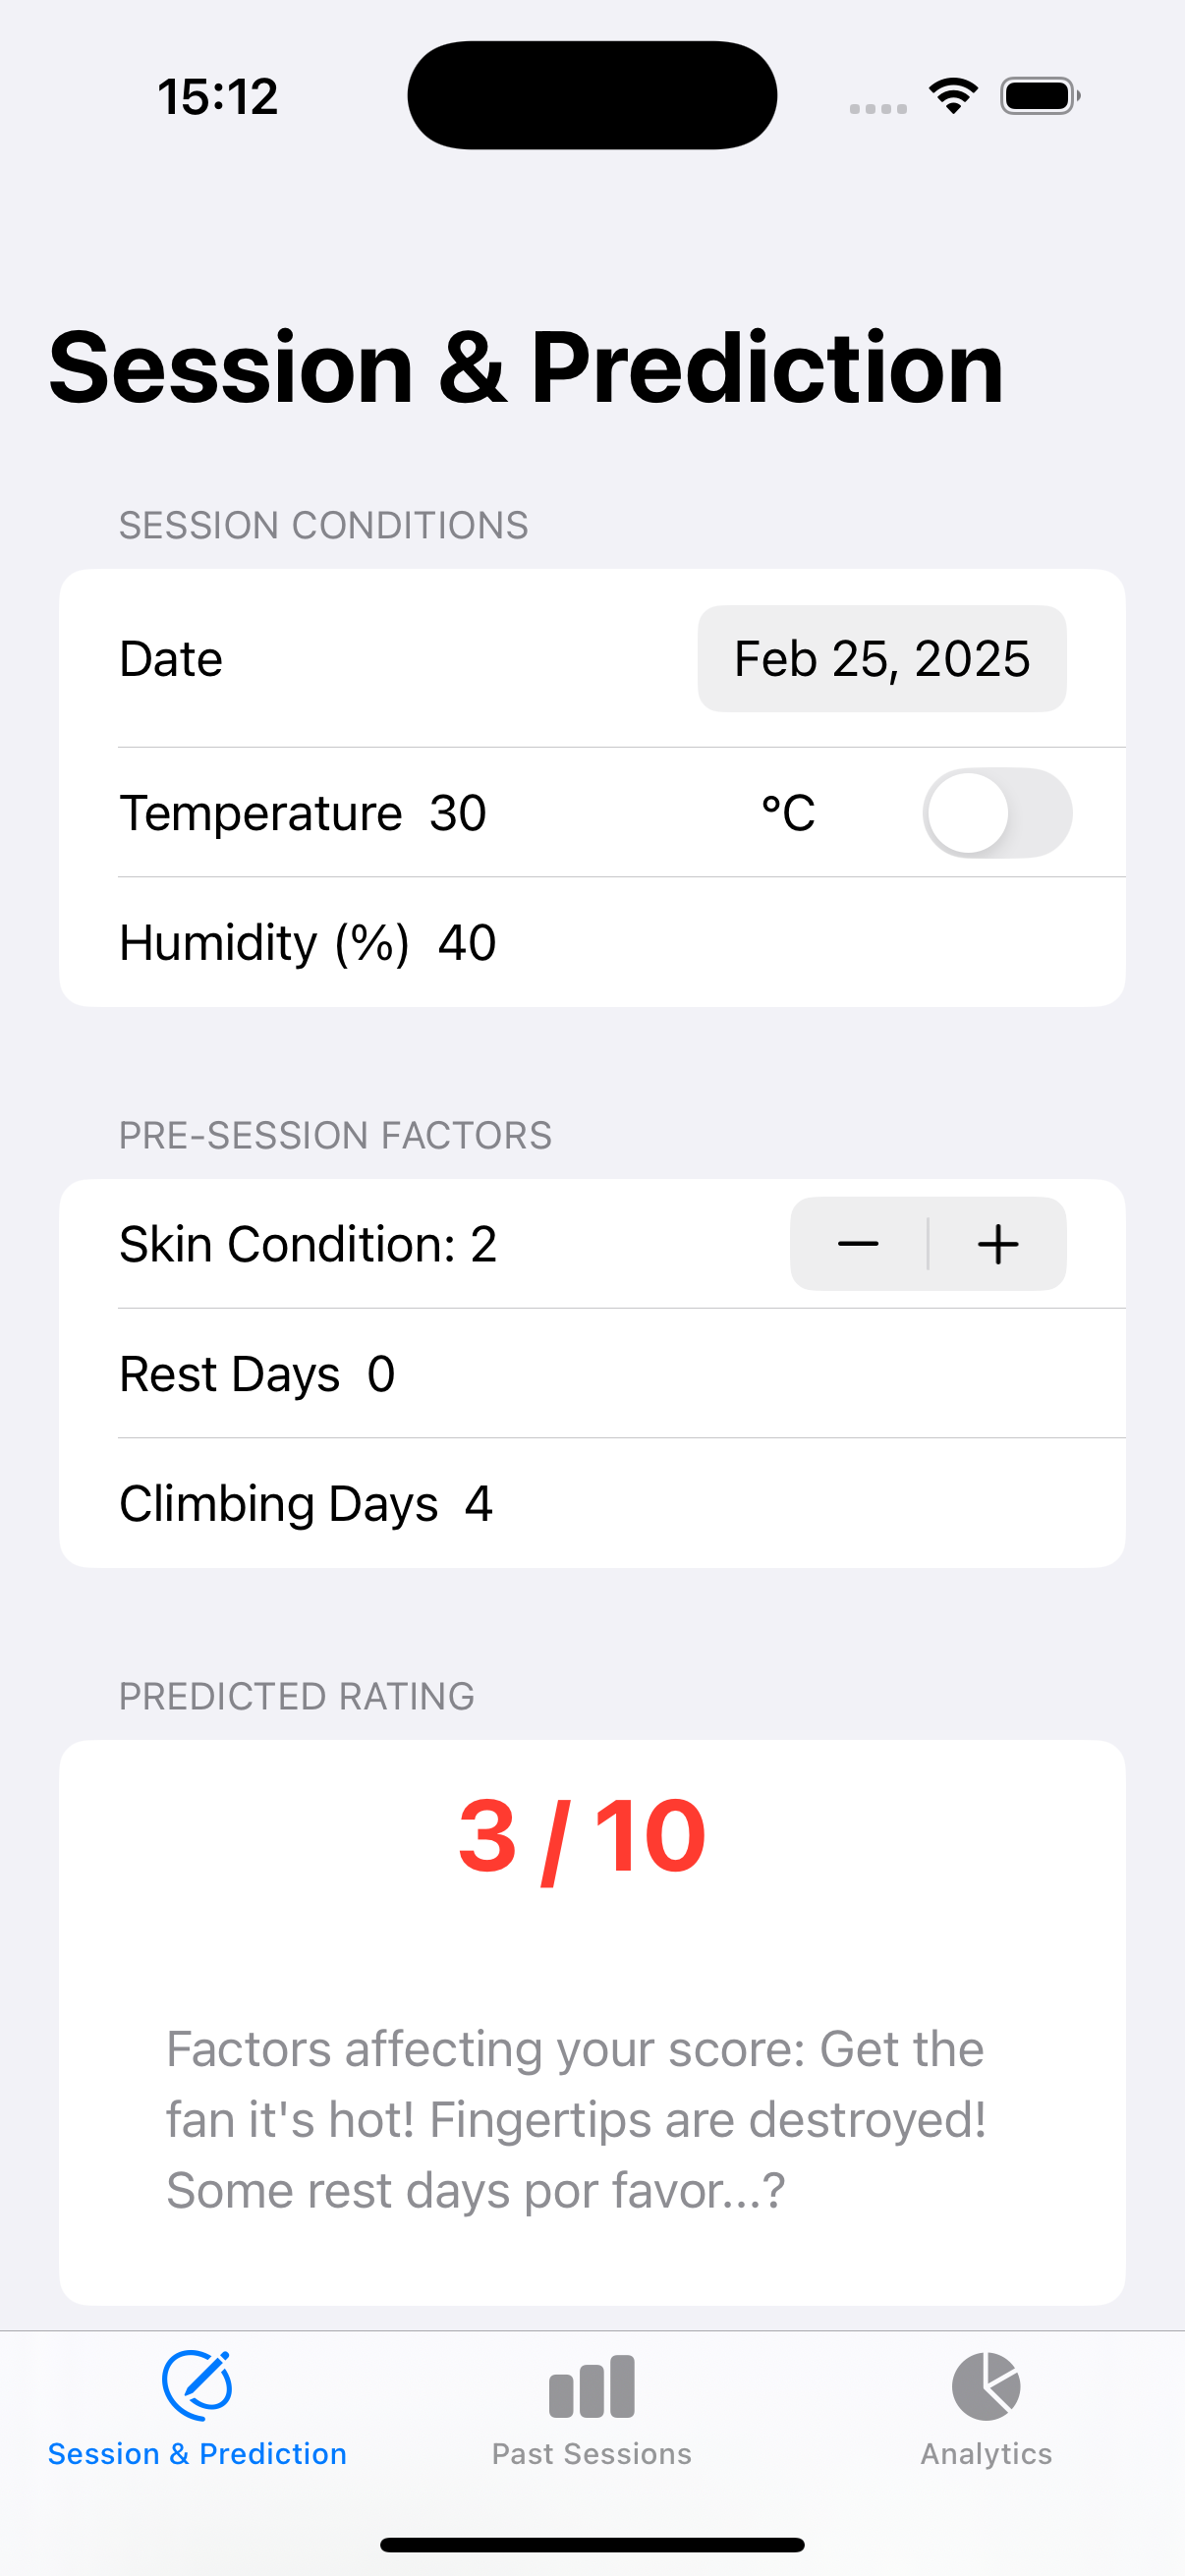 15:12
Session & Prediction
SESSION CONDITIONS
Date Feb 25, 2025
Temperature 30 °C
Humidity (%) 40
PRE-SESSION FACTORS
Skin Condition: 2 − +
Rest Days 0
Climbing Days 4
PREDICTED RATING
3 / 10
Factors affecting your score: Get the
fan it's hot! Fingertips are destroyed!
Some rest days por favor...?
Session & Prediction Past Sessions Analytics